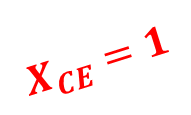 X_CE = 1